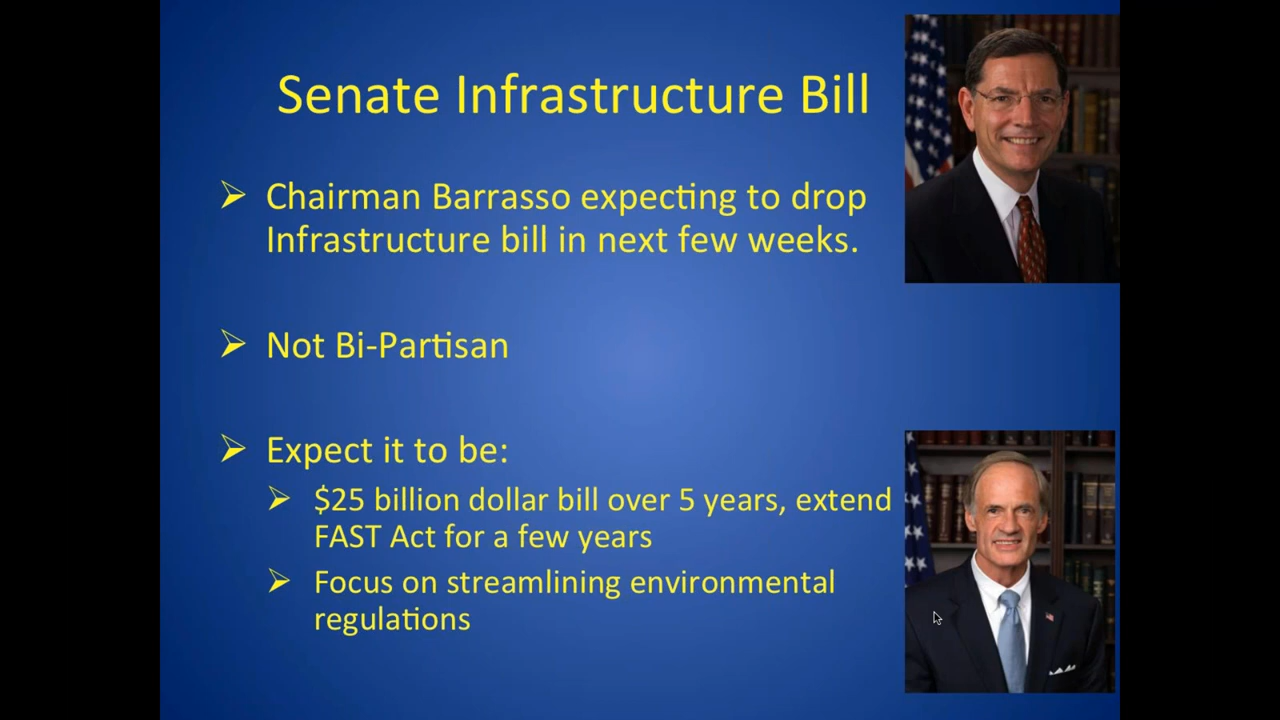 Senate Infrastructure Bill
Chairman Barrasso expecting to drop
Infrastructure bill in next few weeks.
Not Bi-Partisan
Expect it to be:
$25 billion dollar bill over 5 years, extend
FAST Act for a few years
Focus on streamlining environmental
regulations